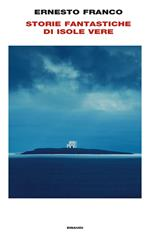 ERNESTO FRANCO
STORIE FANTASTICHE
DI ISOLE VERE
EINAUDI